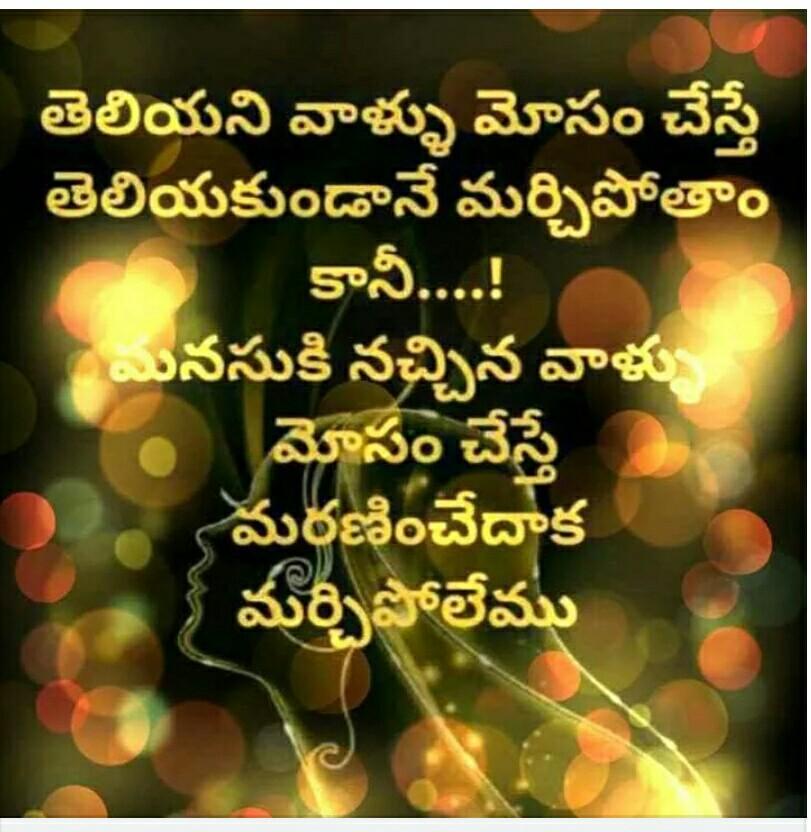 తెలియని వాళ్ళు మోసం చేస్తే
తెలియకుండానే మర్చిపోతాం
కానీ....!
మనసుకి నచ్చిన వాళ్ళు
మోసం చేస్తే
మరణించేదాక
మర్చిపోలేము